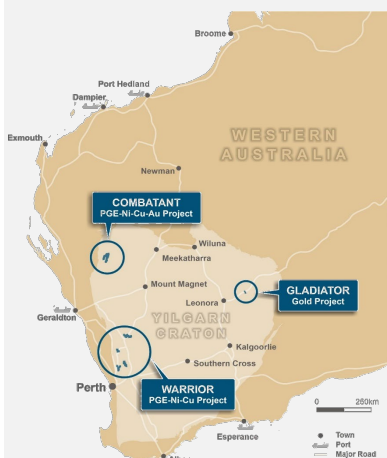 Broome
Port Hedland
Dampier
WESTERN
AUSTRALIA
Exmouth
Newman
COMBATANT
PGE-Ni-Cu-Au Project
Wiluna
Meekatharra
GLADIATOR
Gold Project
Mount Magnet
Leonora
Geraldton
YILGARN
CRATON
Kalgoorlie
Southern Cross
Perth
WARRIOR
PGE-Ni-Cu Project
0 250km
Esperance
Town
Port
Major Road